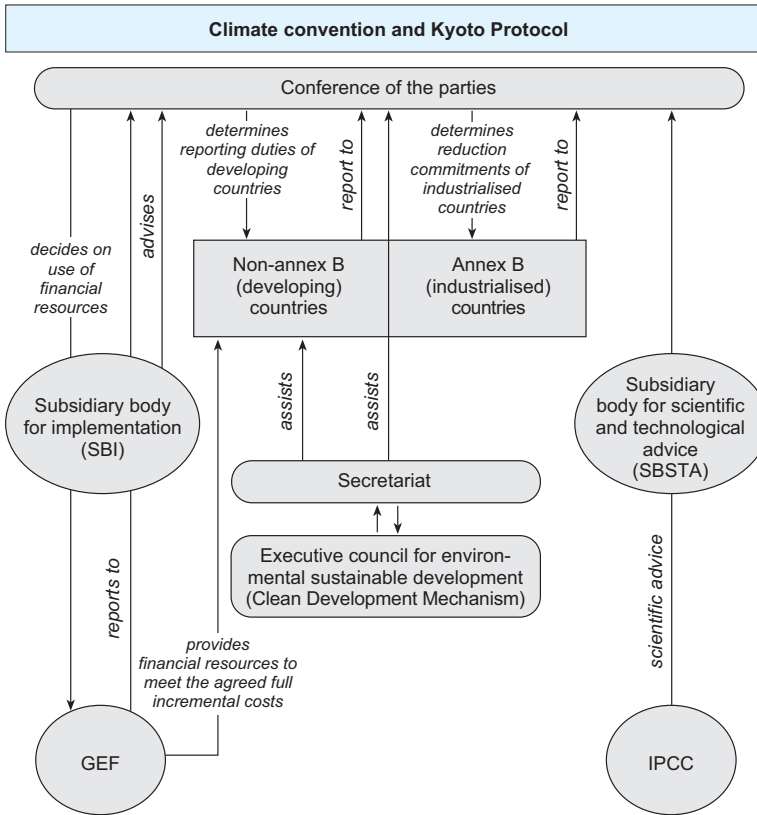 Climate convention and Kyoto Protocol
Conference of the parties
determines
reporting duties of
developing
countries
report to
determines
reduction
commitments of
industrialised
countries
report to
advises
decides on
use of
financial
resources
Non-annex B
(developing)
countries
Annex B
(industrialised)
countries
Subsidiary body
for implementation
(SBI)
assists
assists
Subsidiary
body for scientific
and technological
advice
(SBSTA)
Secretariat
Executive council for environ-
mental sustainable development
(Clean Development Mechanism)
reports to
scientific advice
provides
financial resources to
meet the agreed full
incremental costs
GEF
IPCC